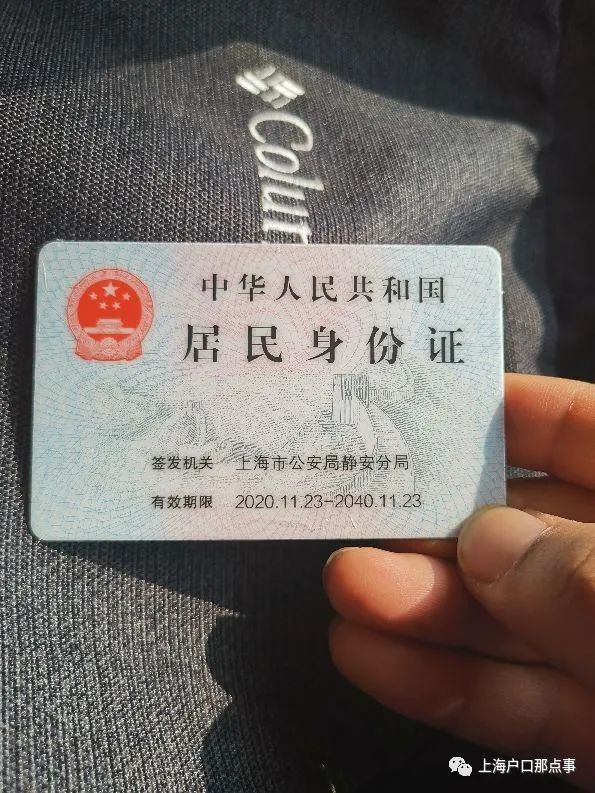 Colum
中华人民共和国
居民身份证
签发机关 上海市公安局静安分局
有效期限 2020.11.23-2040.11.23
上海户口那点事